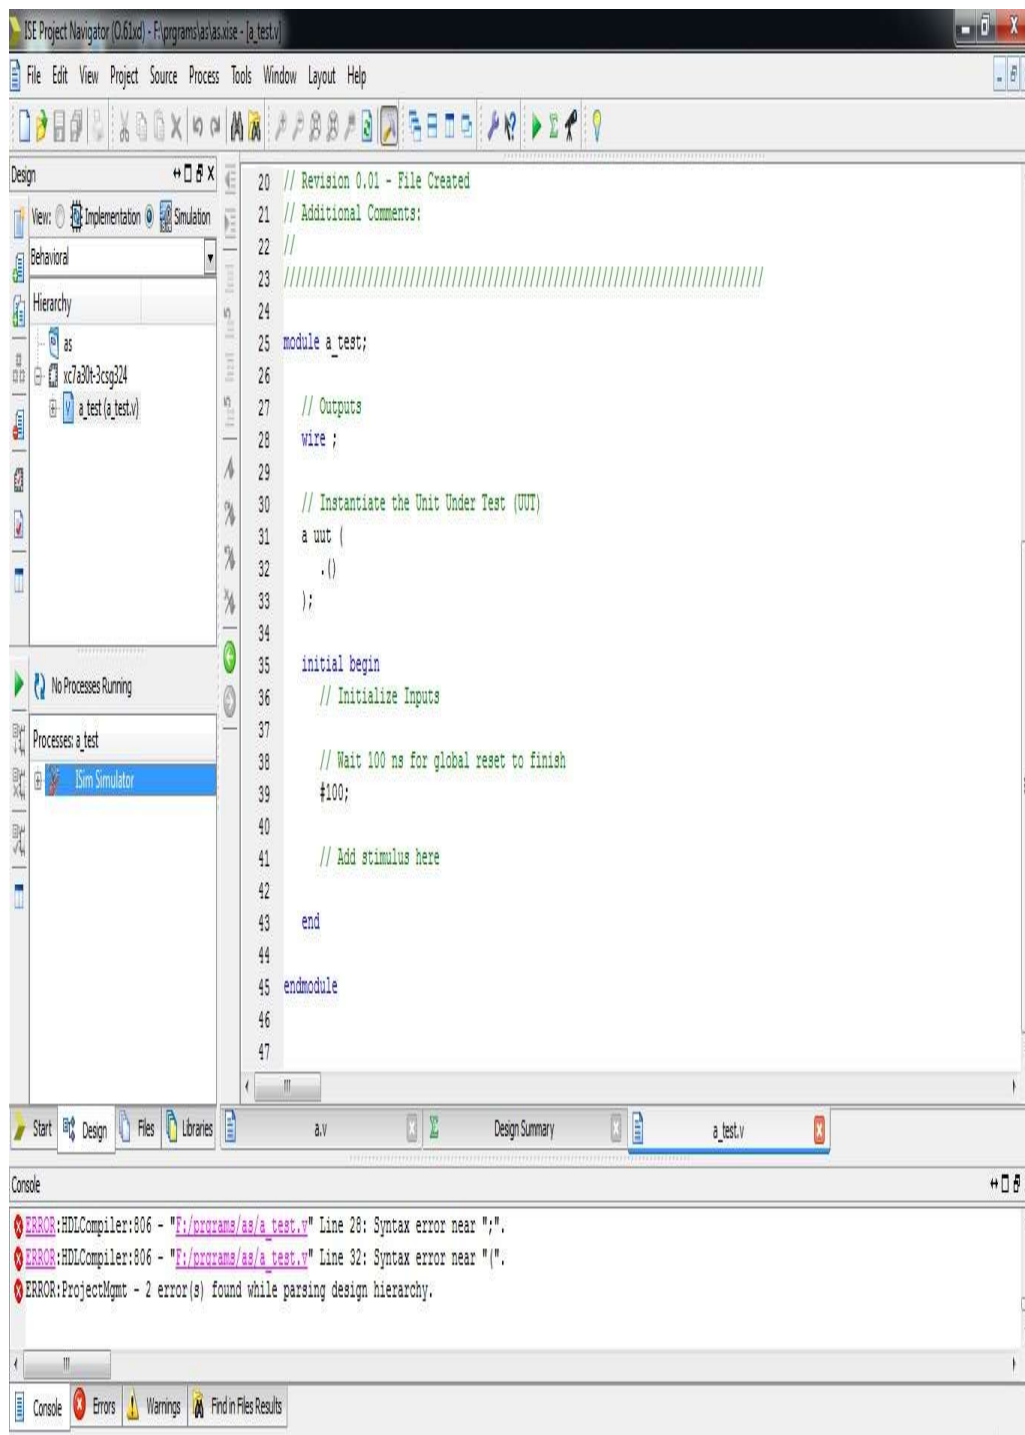 ISE Project Navigator (O.61xd) - F:\prgrams\as\as.xise - [a_test.v]
File Edit View Project Source Process Tools Window Layout Help
Design
View: Implementation Simulation
Behavioral
Hierarchy
as
xc7a30t-3csg324
a_test (a_test.v)
No Processes Running
Processes: a_test
ISim Simulator
Start Design Files Libraries
20 // Revision 0.01 - File Created
21 // Additional Comments:
22 //
23 ////////////////////////////////////////////////////////////////////////////////
24
25 module a_test;
26
27 // Outputs
28 wire ;
29
30 // Instantiate the Unit Under Test (UUT)
31 a uut (
32 .()
33 );
34
35 initial begin
36 // Initialize Inputs
37
38 // Wait 100 ns for global reset to finish
39 #100;
40
41 // Add stimulus here
42
43 end
44
45 endmodule
46
47
a.v Design Summary a_test.v
Console
ERROR:HDLCompiler:806 - "F:/prgrams/as/a_test.v" Line 28: Syntax error near ";".
ERROR:HDLCompiler:806 - "F:/prgrams/as/a_test.v" Line 32: Syntax error near "(".
ERROR:ProjectMgmt - 2 error(s) found while parsing design hierarchy.
Console Errors Warnings Find in Files Results